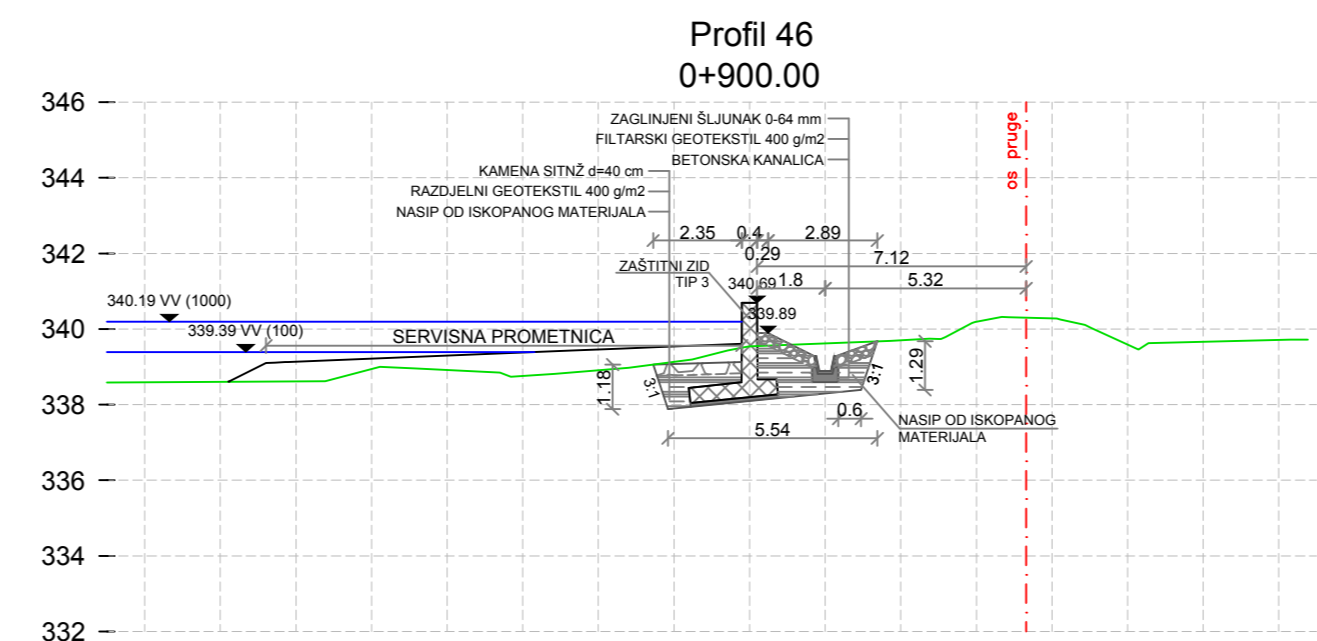 Profil 46
0+900.00
346
344
342
340
338
336
334
332
ZAGLINJENI ŠLJUNAK 0-64 mm
FILTARSKI GEOTEKSTIL 400 g/m2
BETONSKA KANALICA
KAMENA SITNŽ d=40 cm
RAZDJELNI GEOTEKSTIL 400 g/m2
NASIP OD ISKOPANOG MATERIJALA
os pruge
2.35
0.4
2.89
0.29
7.12
ZAŠTITNI ZID
TIP 3
340.69
1.8
5.32
340.19 VV (1000)
339.89
339.39 VV (100)
SERVISNA PROMETNICA
1.18
3:1
3:1
1.29
0.6
5.54
NASIP OD ISKOPANOG
MATERIJALA